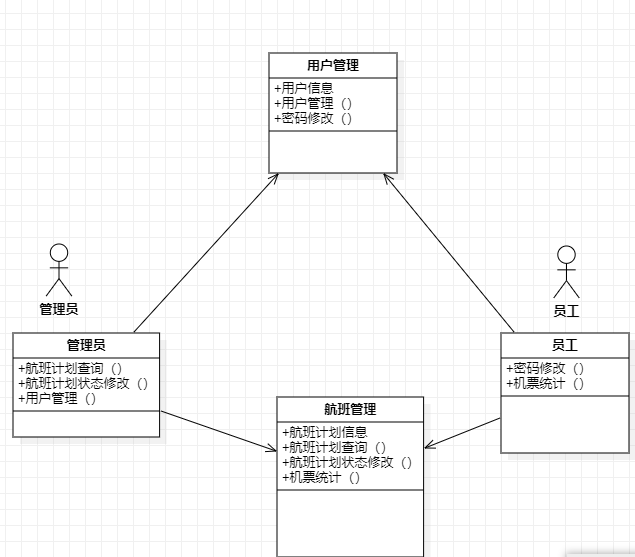 用户管理
+用户信息
+用户管理（）
+密码修改（）
管理员
员工
管理员
+航班计划查询（）
+航班计划状态修改（）
+用户管理（）
员工
+密码修改（）
+机票统计（）
航班管理
+航班计划信息
+航班计划查询（）
+航班计划状态修改（）
+机票统计（）